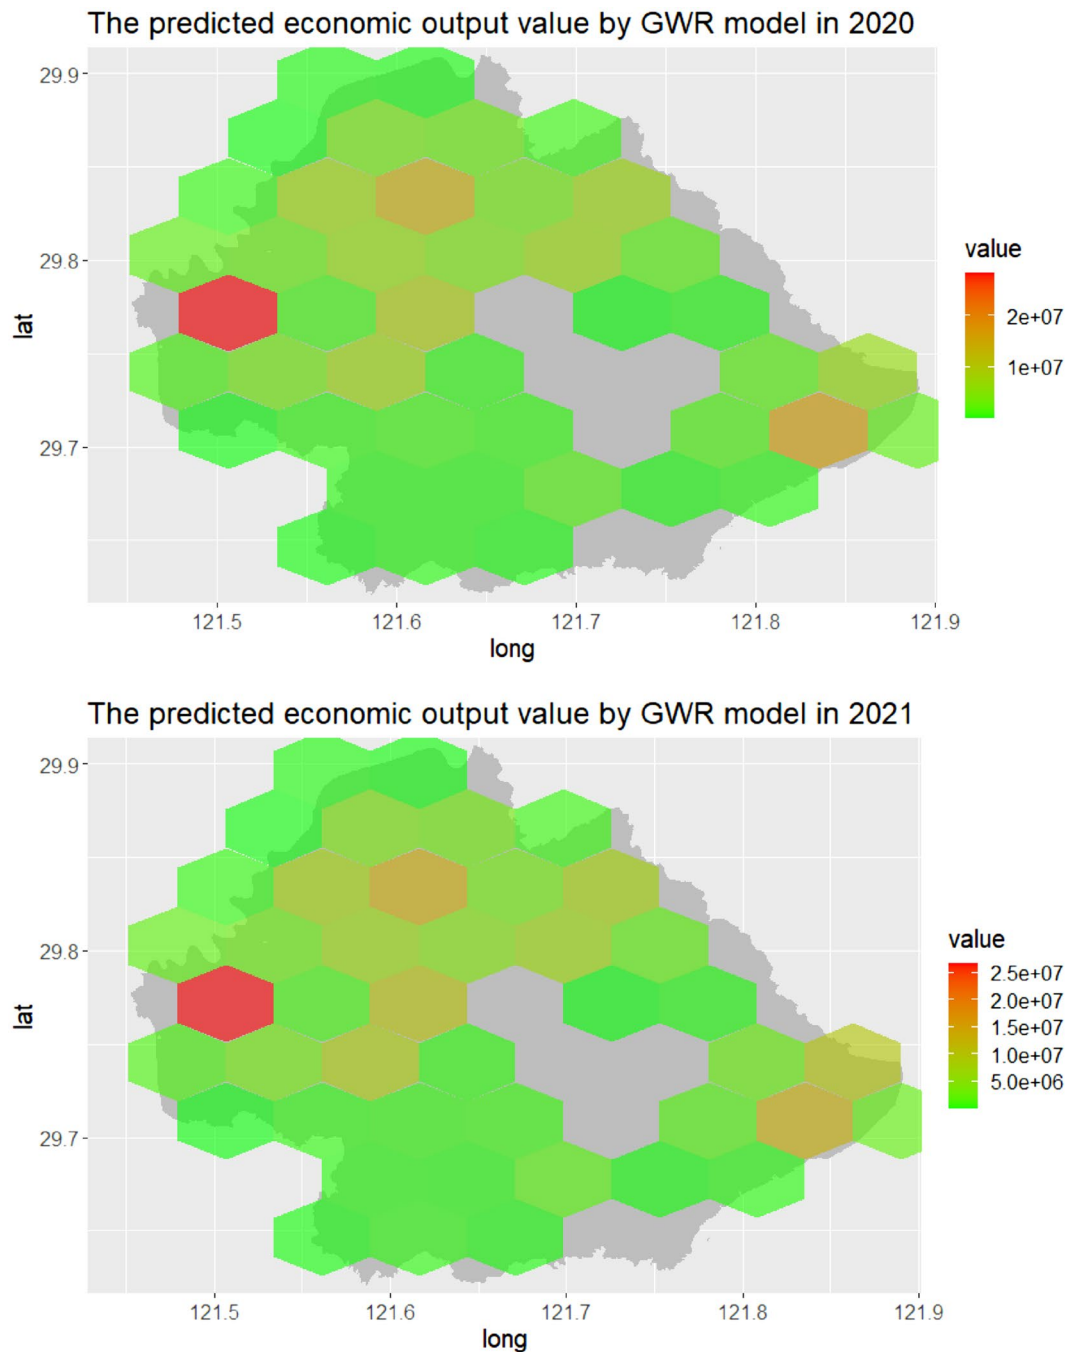 The predicted economic output value by GWR model in 2020
29.9
29.8
29.7
lat
121.5 121.6 121.7 121.8 121.9
long
value
2e+07
1e+07
The predicted economic output value by GWR model in 2021
29.9
29.8
29.7
lat
121.5 121.6 121.7 121.8 121.9
long
value
2.5e+07
2.0e+07
1.5e+07
1.0e+07
5.0e+06